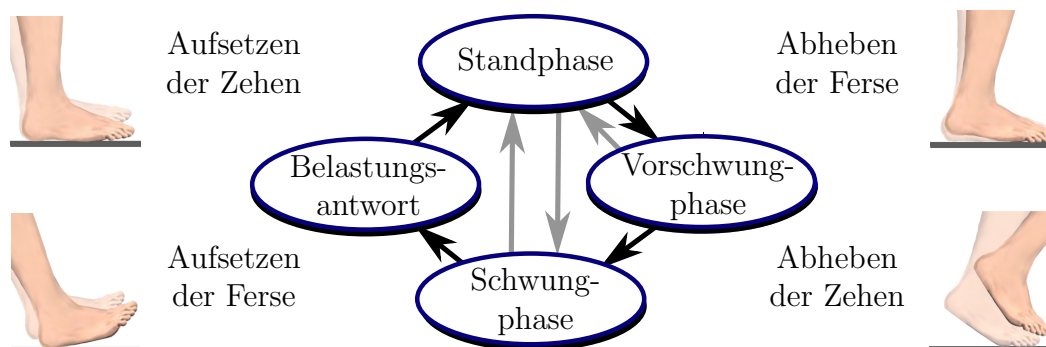 Aufsetzen
der Zehen
Standphase
Abheben
der Ferse
Belastungs-
antwort
Vorschwung-
phase
Aufsetzen
der Ferse
Schwung-
phase
Abheben
der Zehen